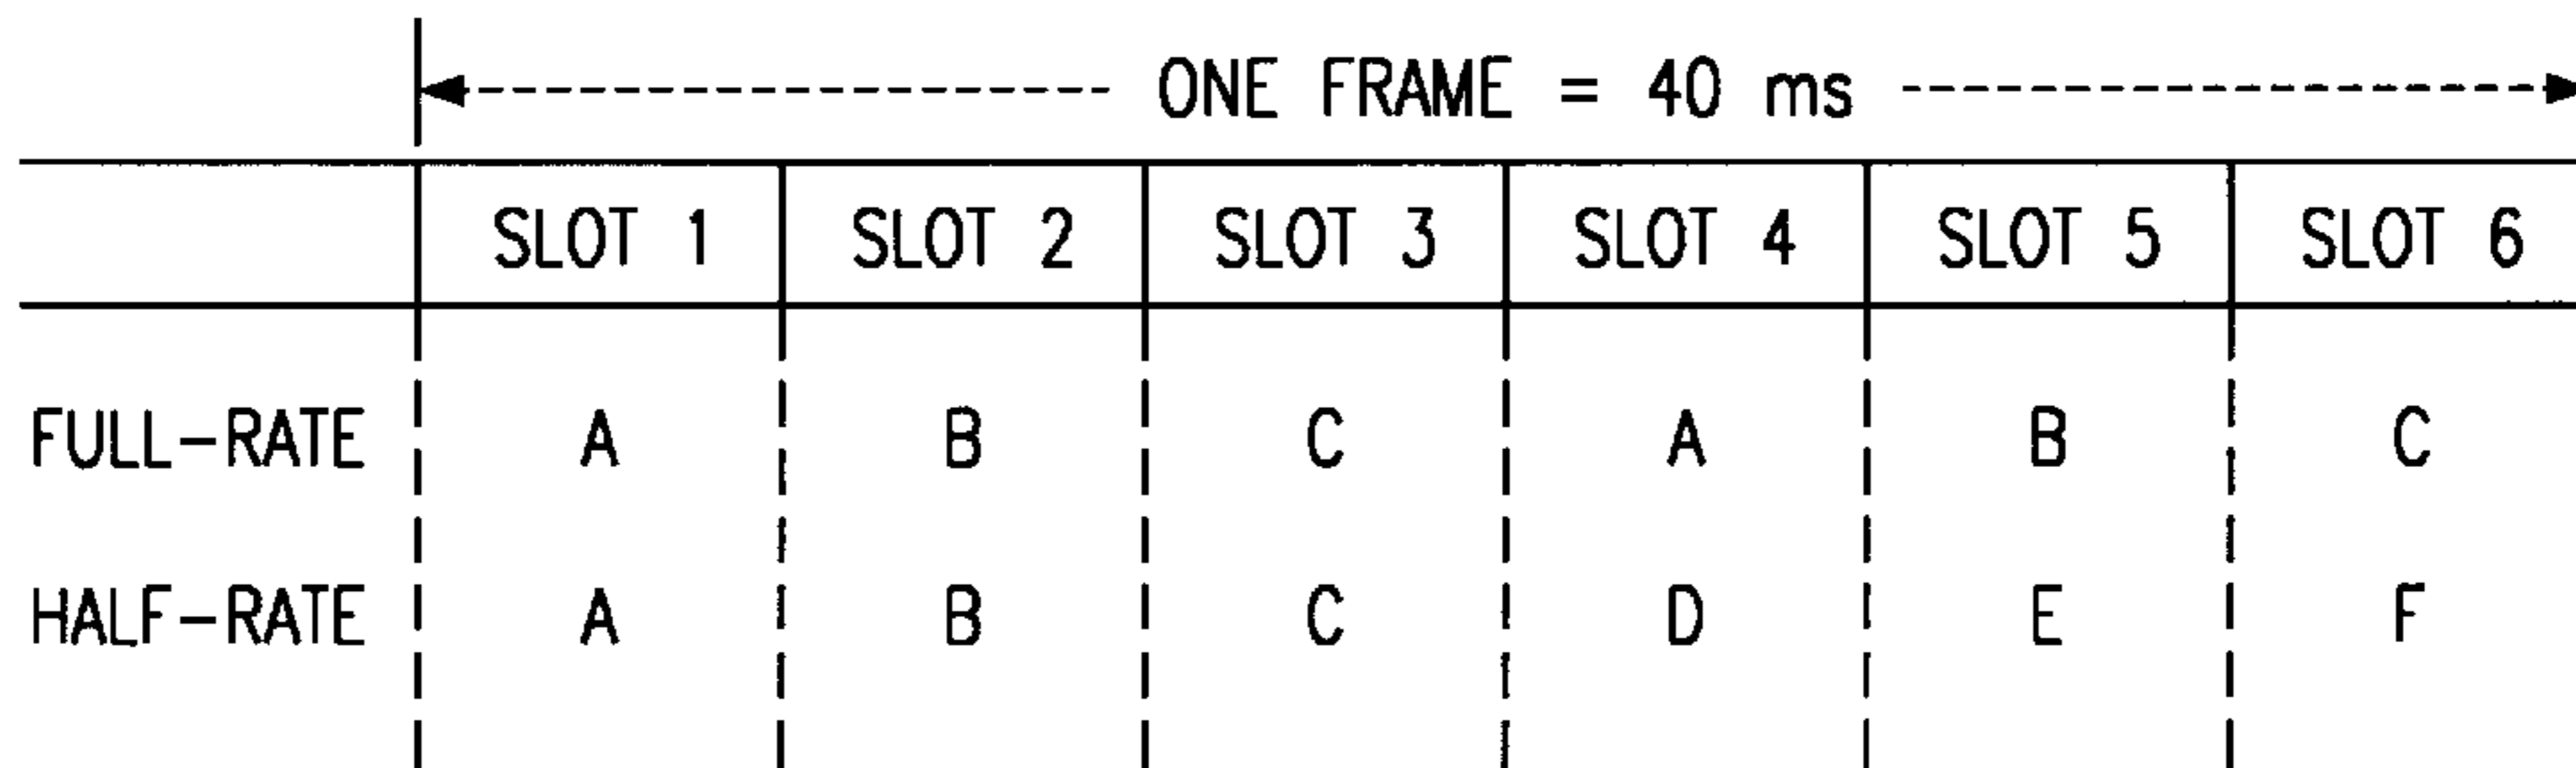 ONE FRAME = 40 ms
SLOT 1 SLOT 2 SLOT 3 SLOT 4 SLOT 5 SLOT 6
FULL-RATE A B C A B C
HALF-RATE A B C D E F